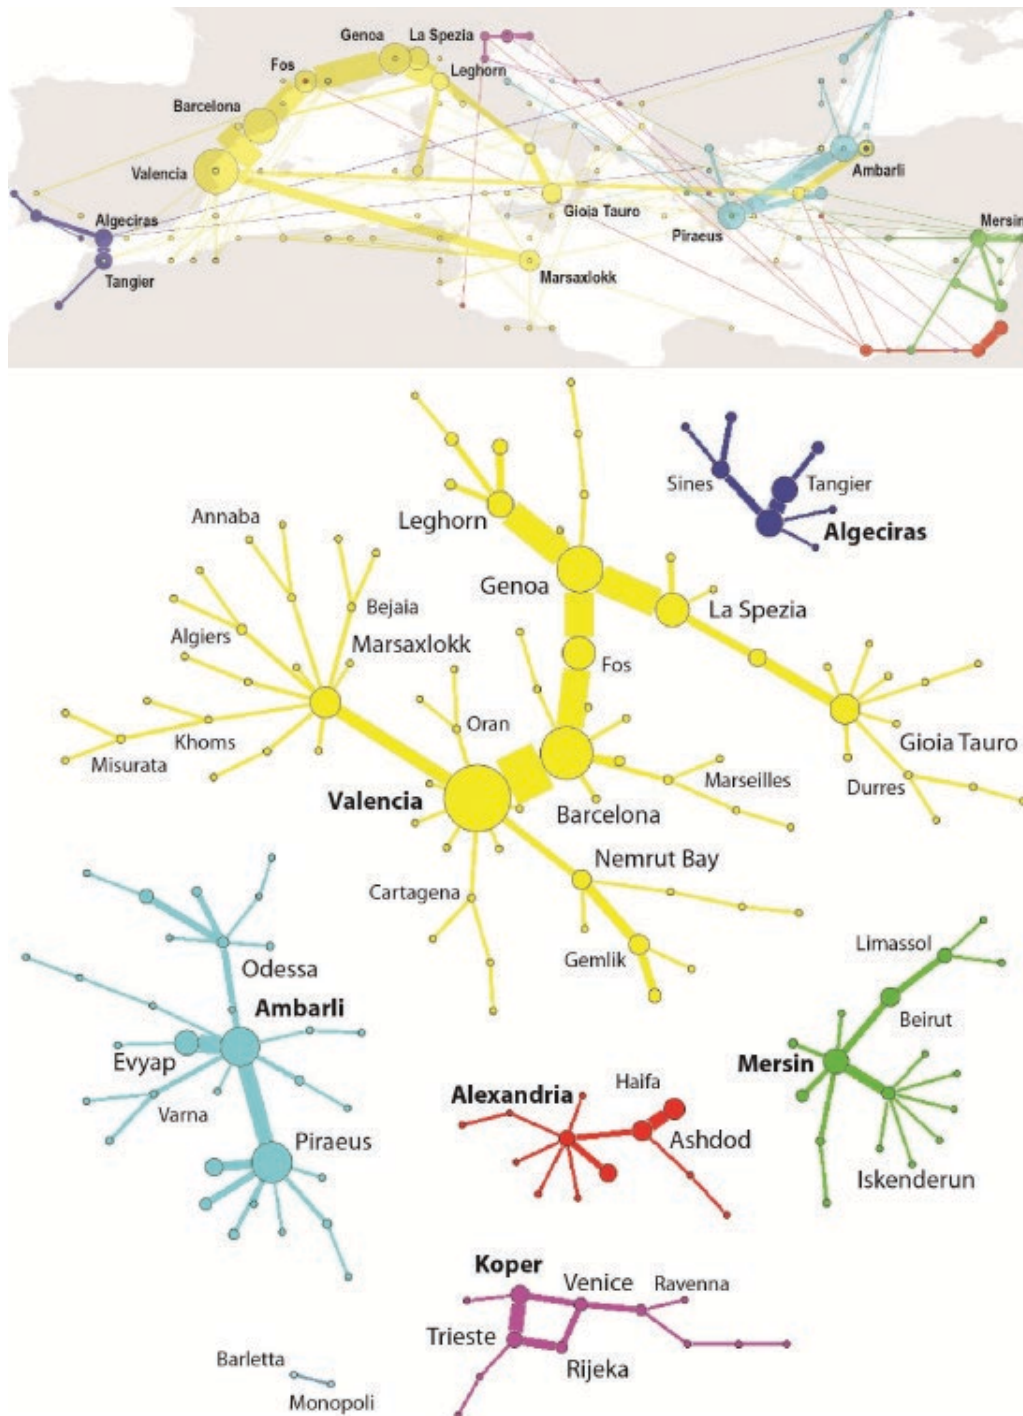 Genoa
La Spezia
Fos
Leghorn
Barcelona
Valencia
Ambarli
Algeciras
Gioia Tauro
Piraeus
Mersin
Tangier
Marsaxlokk
Sines
Tangier
Algeciras
Leghorn
Annaba
Genoa
La Spezia
Bejaia
Algiers
Marsaxlokk
Fos
Oran
Khoms
Gioia Tauro
Misurata
Marseilles
Durres
Valencia
Barcelona
Nemrut Bay
Cartagena
Limassol
Gemlik
Odessa
Ambarli
Beirut
Evyap
Mersin
Haifa
Alexandria
Varna
Ashdod
Piraeus
Iskenderun
Koper
Venice
Ravenna
Trieste
Rijeka
Barletta
Monopoli